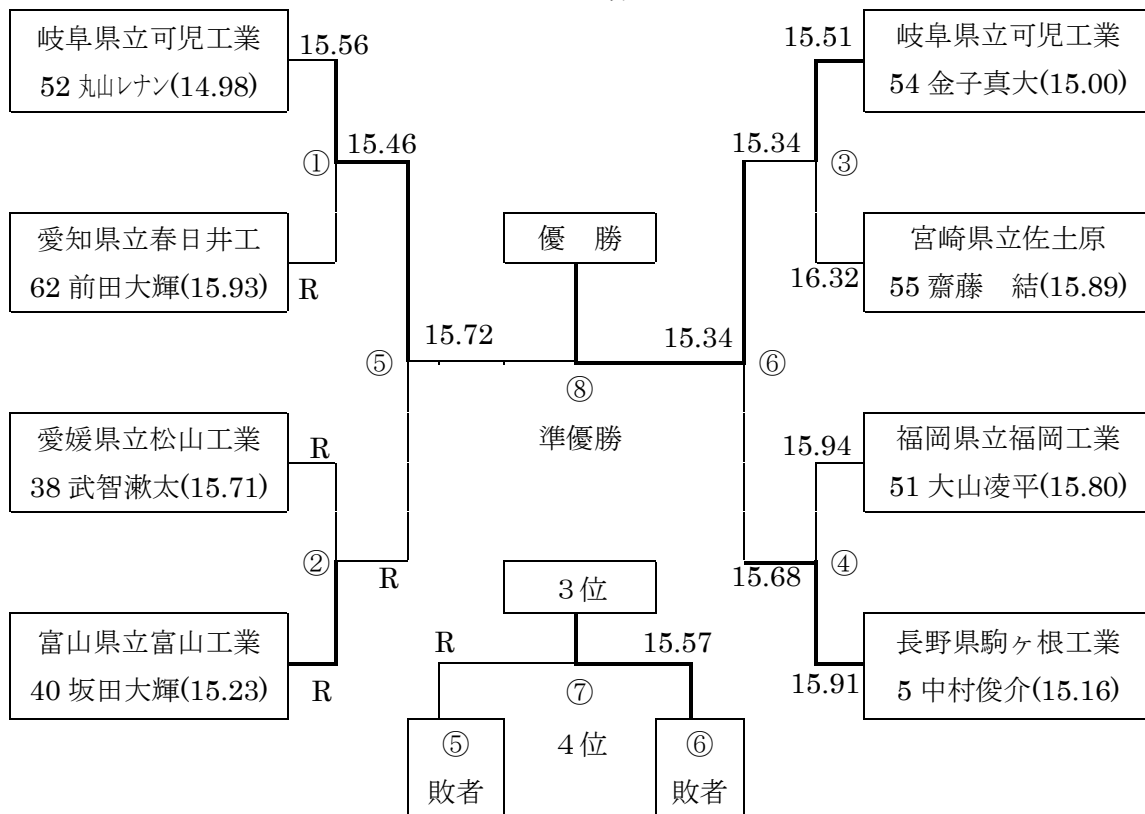 岐阜県立可児工業
52 丸山レナン(14.98)
15.56
15.51
岐阜県立可児工業
54 金子真大(15.00)
①
15.46
15.34
③
愛知県立春日井工
62 前田大輝(15.93)
R
優 勝
16.32
宮崎県立佐土原
55 齋藤 結(15.89)
15.72
15.34
⑤
⑧
⑥
準優勝
愛媛県立松山工業
38 武智漱太(15.71)
R
15.94
福岡県立福岡工業
51 大山凌平(15.80)
②
R
3位
15.68
④
富山県立富山工業
40 坂田大輝(15.23)
R
R
15.57
15.91
長野県駒ヶ根工業
5 中村俊介(15.16)
⑦
⑤
敗者
4位
⑥
敗者